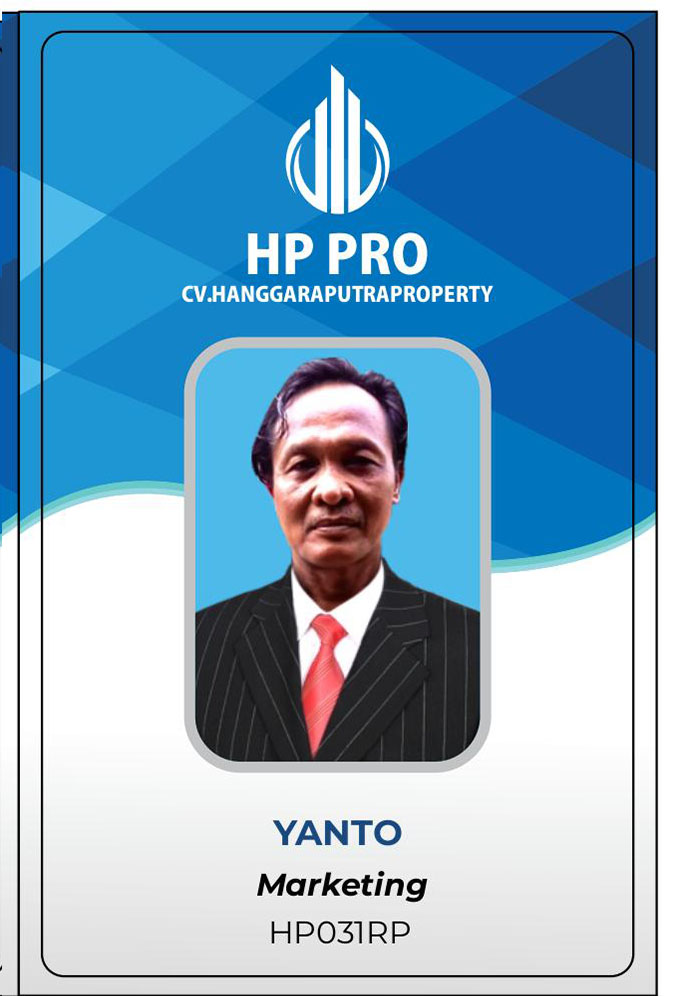 HP PRO
CV.HANGGARAPUTRAPROPERTY
YANTO
Marketing
HP031RP